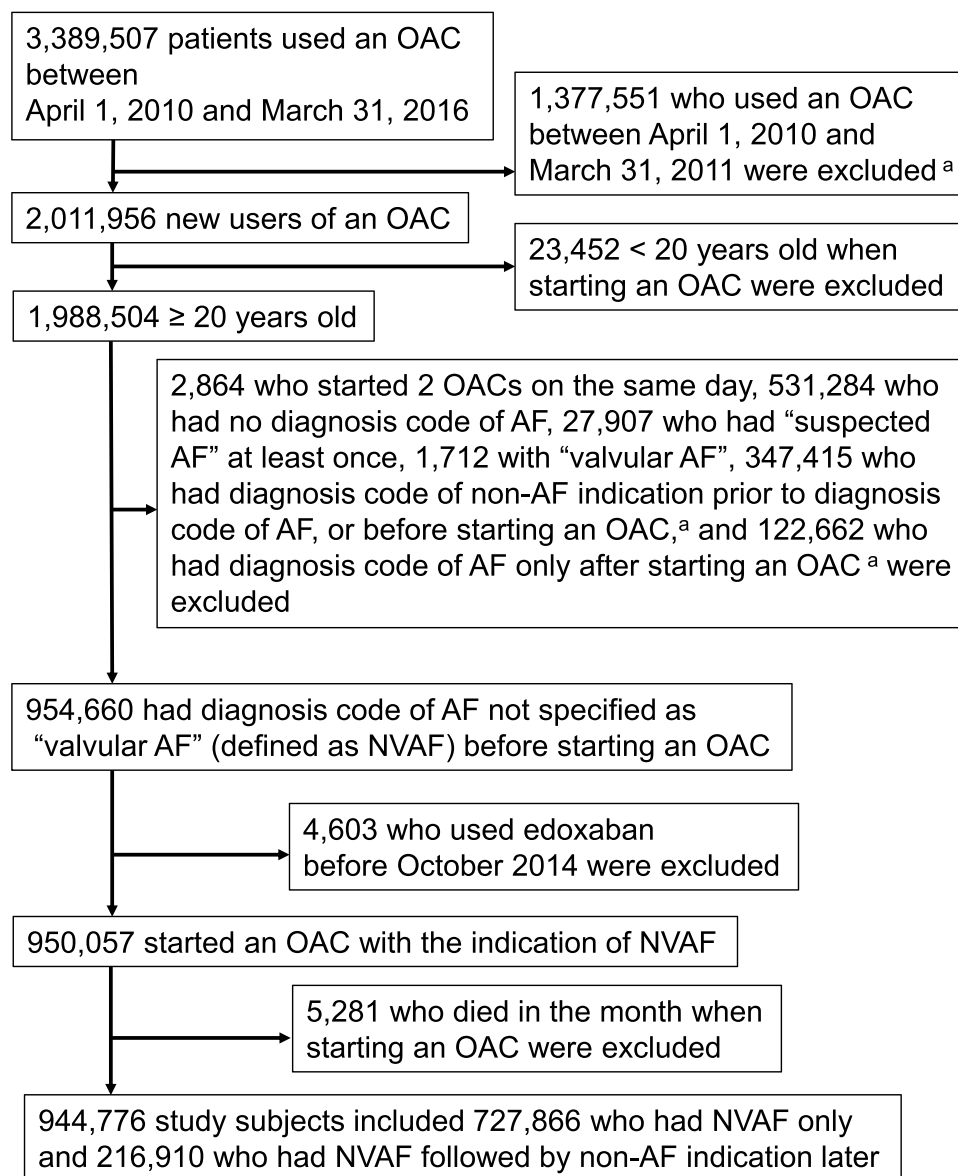 3,389,507 patients used an OAC
between
April 1, 2010 and March 31, 2016
1,377,551 who used an OAC
between April 1, 2010 and
March 31, 2011 were excluded a
2,011,956 new users of an OAC
23,452 < 20 years old when
starting an OAC were excluded
1,988,504 ≥ 20 years old
2,864 who started 2 OACs on the same day, 531,284 who
had no diagnosis code of AF, 27,907 who had “suspected
AF” at least once, 1,712 with “valvular AF”, 347,415 who
had diagnosis code of non-AF indication prior to diagnosis
code of AF, or before starting an OAC,a and 122,662 who
had diagnosis code of AF only after starting an OAC a were
excluded
954,660 had diagnosis code of AF not specified as
“valvular AF” (defined as NVAF) before starting an OAC
4,603 who used edoxaban
before October 2014 were excluded
950,057 started an OAC with the indication of NVAF
5,281 who died in the month when
starting an OAC were excluded
944,776 study subjects included 727,866 who had NVAF only
and 216,910 who had NVAF followed by non-AF indication later